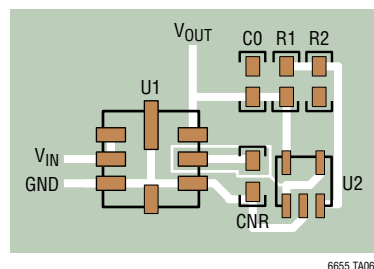 VOUT
C0 R1 R2
U1
VIN
GND
U2
CNR
6655 TA06